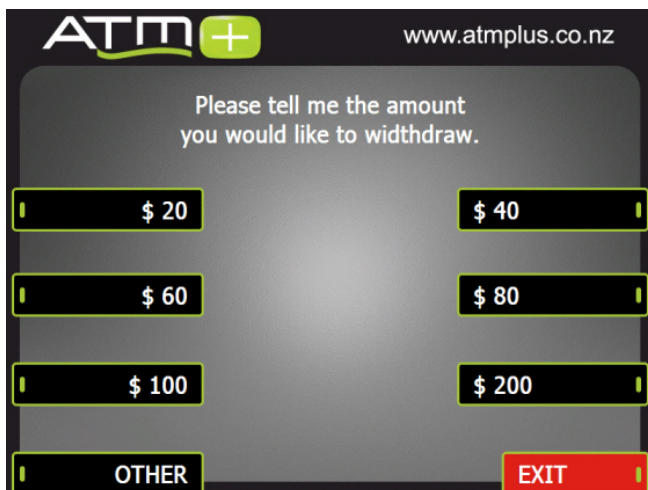 ATM+
www.atmplus.co.nz
Please tell me the amount
you would like to widthdraw.
$ 20
$ 40
$ 60
$ 80
$ 100
$ 200
OTHER
EXIT